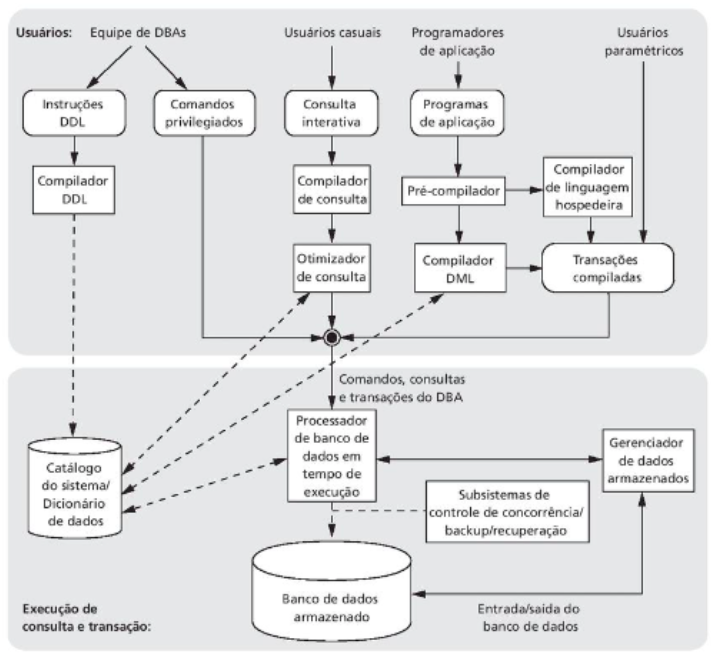 Usuários:
Equipe de DBAs
Usuários casuais
Programadores
de aplicação
Usuários
paramétricos
Instruções
DDL
Comandos
privilegiados
Consulta
interativa
Programas
de aplicação
Compilador
DDL
Compilador
de consulta
Pré-compilador
Compilador
de linguagem
hospedeira
Otimizador
de consulta
Compilador
DML
Transações
compiladas
Comandos, consultas
e transações do DBA
Processador
de banco de
dados em
tempo de
execução
Catálogo
do sistema/
Dicionário
de dados
Gerenciador
de dados
armazenados
Subsistemas de
controle de concorrência/
backup/recuperação
Banco de dados
armazenado
Entrada/saída do
banco de dados
Execução de
consulta e transação: